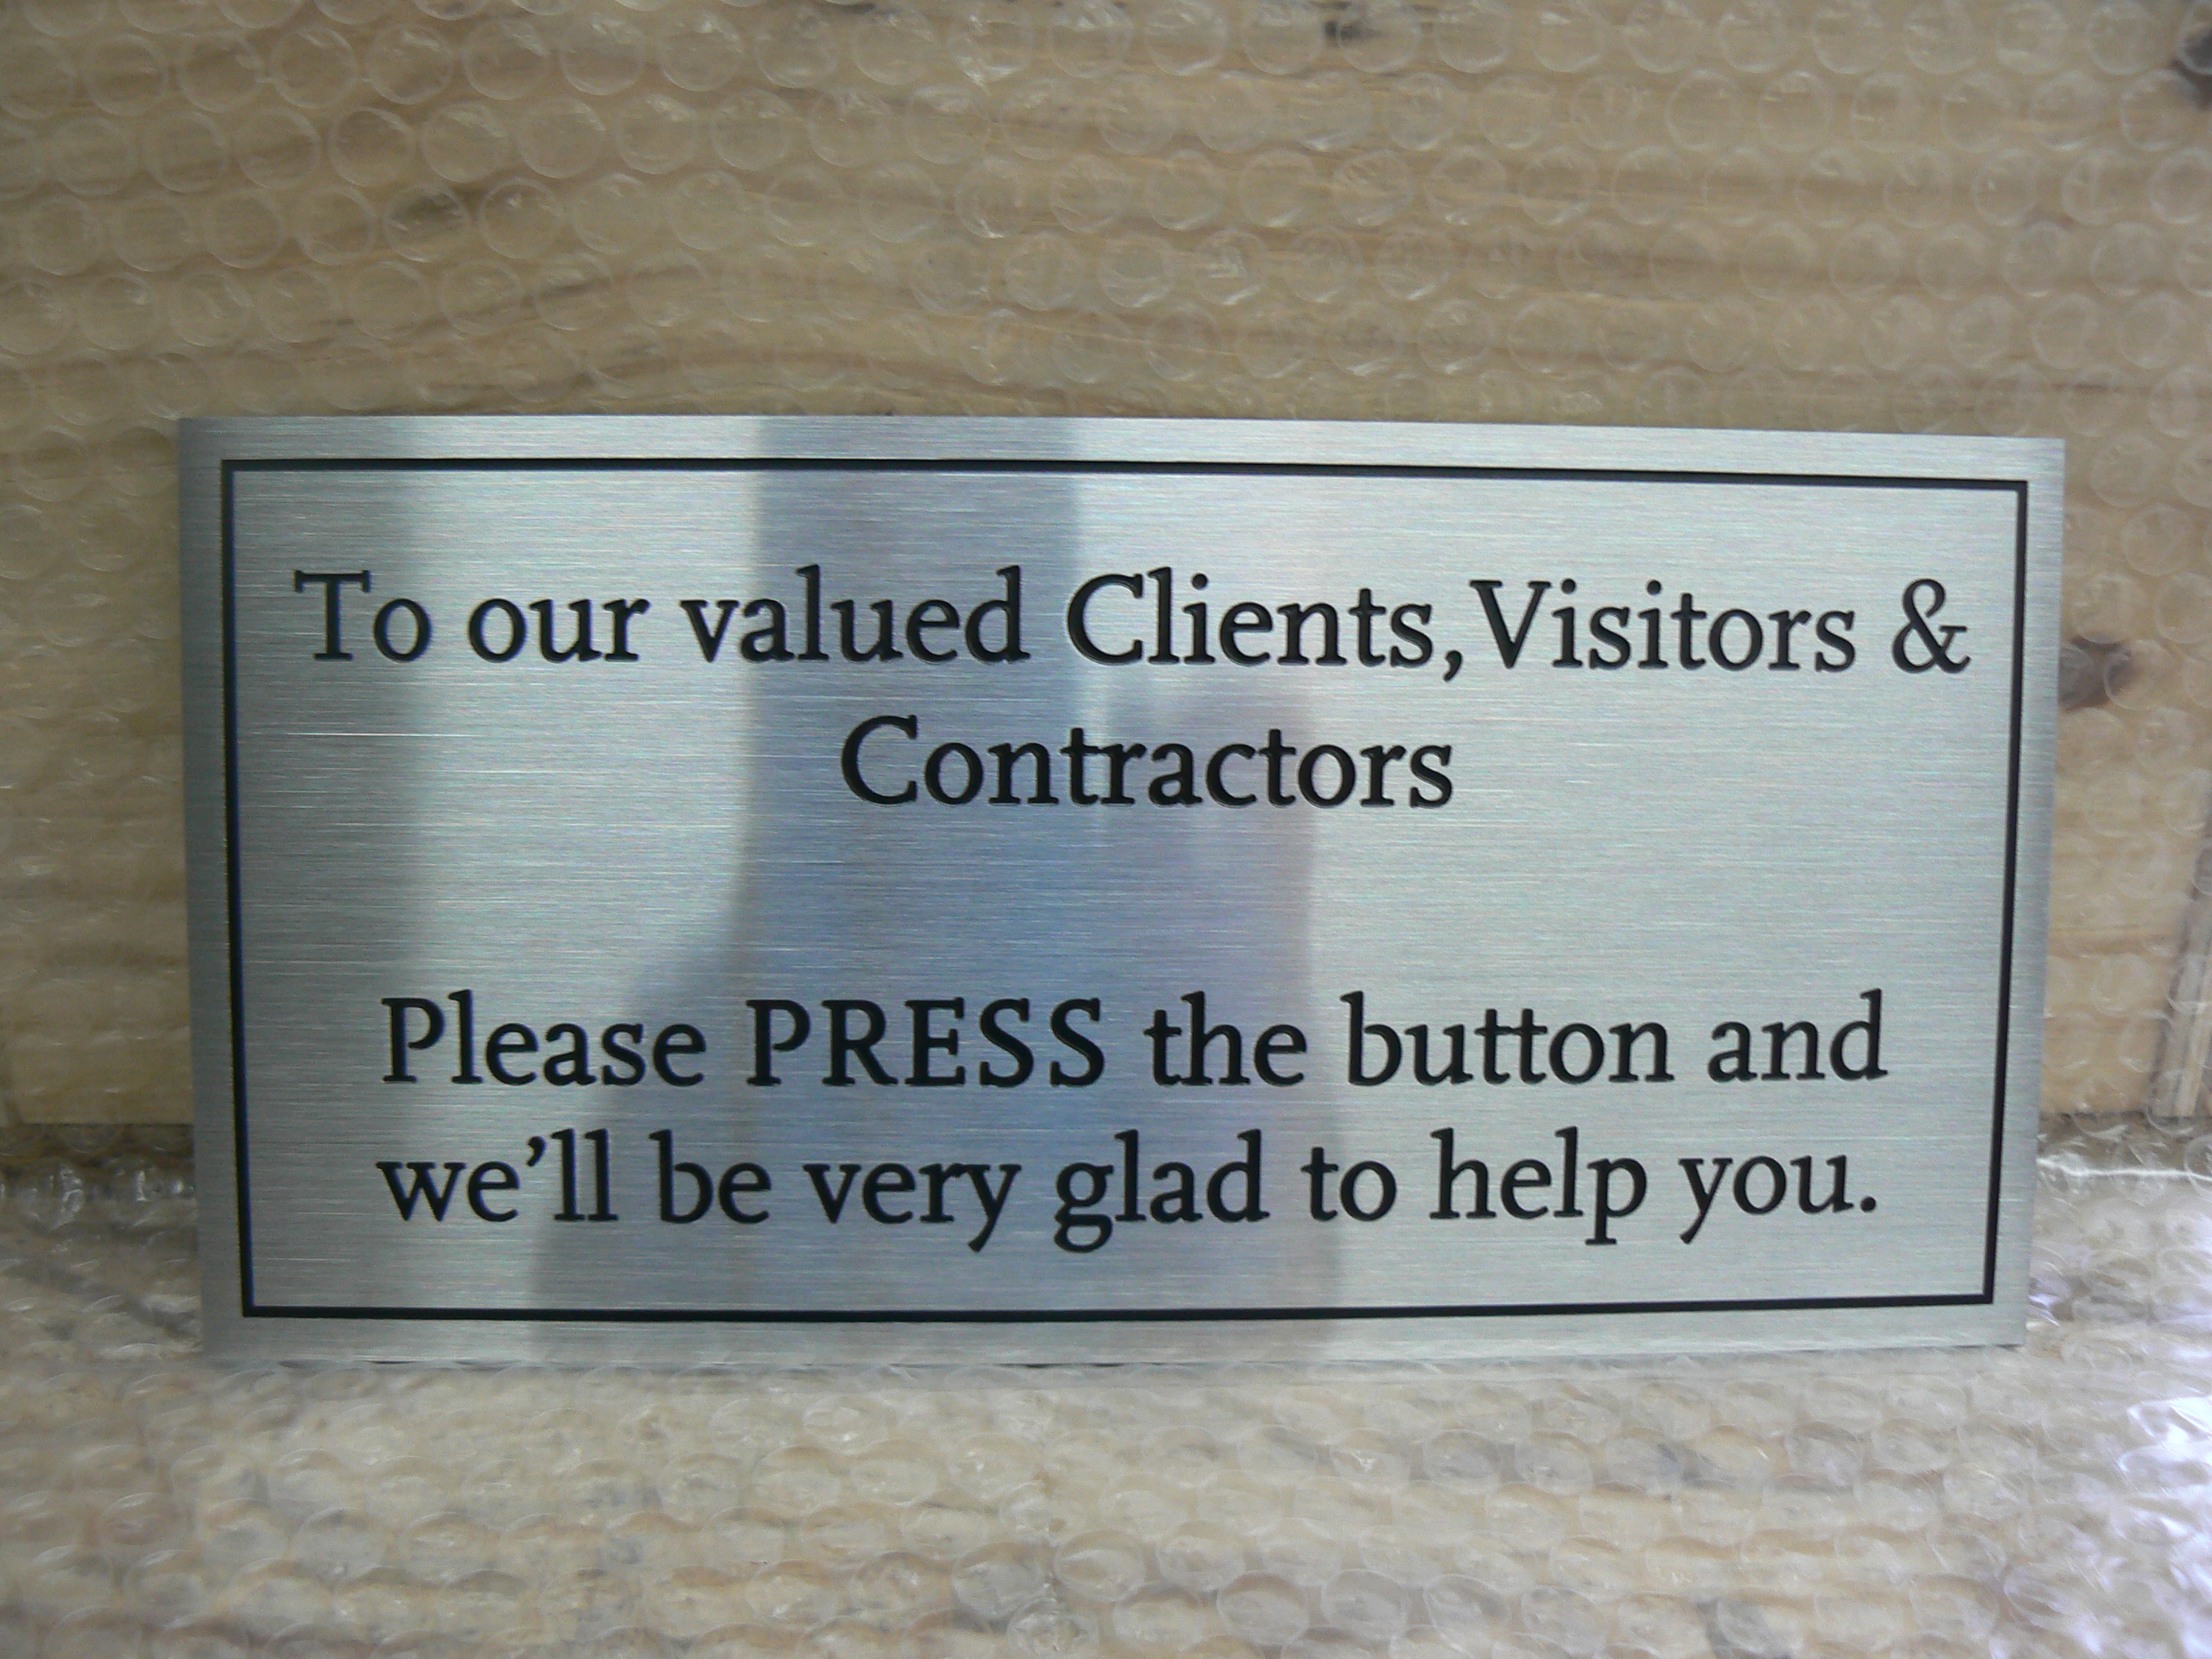 To our valued Clients, Visitors &
Contractors
Please PRESS the button and
we'll be very glad to help you.